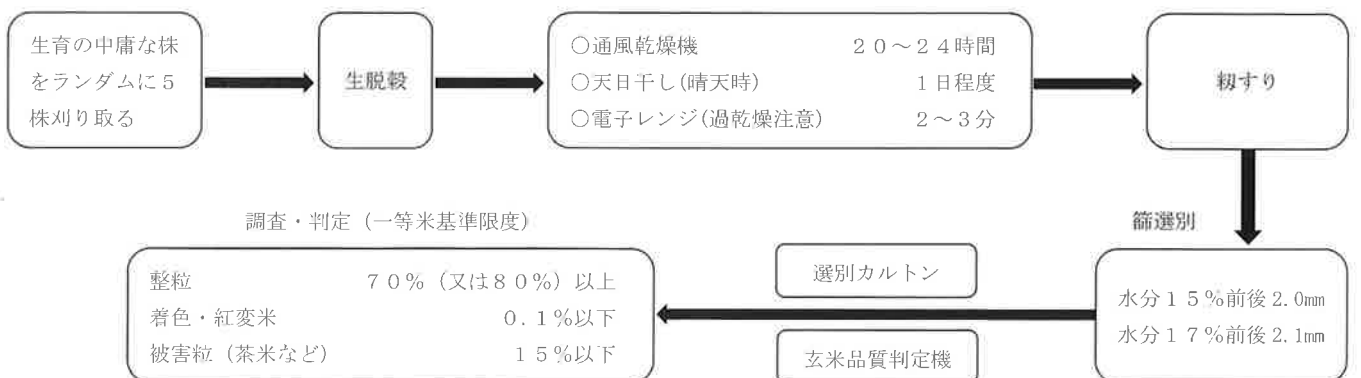 生育の中庸な株
をランダムに５
株刈り取る
生脱穀
○通風乾燥機　２０～２４時間
○天日干し(晴天時)　１日程度
○電子レンジ(過乾燥注意)　２～３分
籾すり
篩選別
水分１５％前後 2.0㎜
水分１７％前後 2.1㎜
選別カルトン
玄米品質判定機
調査・判定（一等米基準限度）
整粒　７０％（又は８０％）以上
着色・紅変米　０.１％以下
被害粒（茶米など）　１５％以下